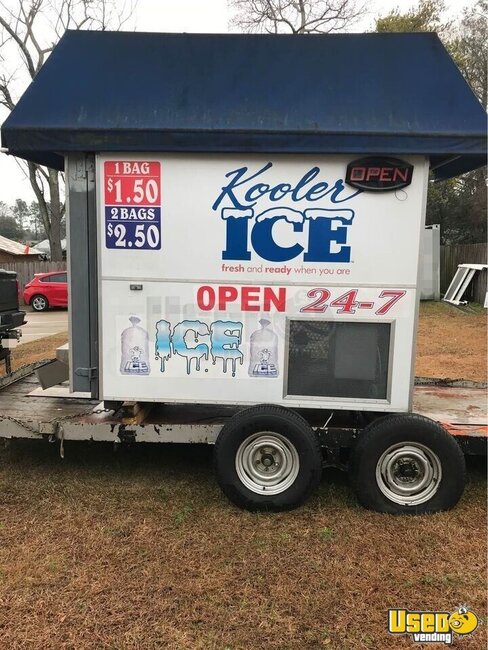 1 BAG
$1.50
2 BAGS
$2.50
Kooler
ICE
fresh and ready when you are
OPEN
OPEN 24-7
ICE
Used
vending